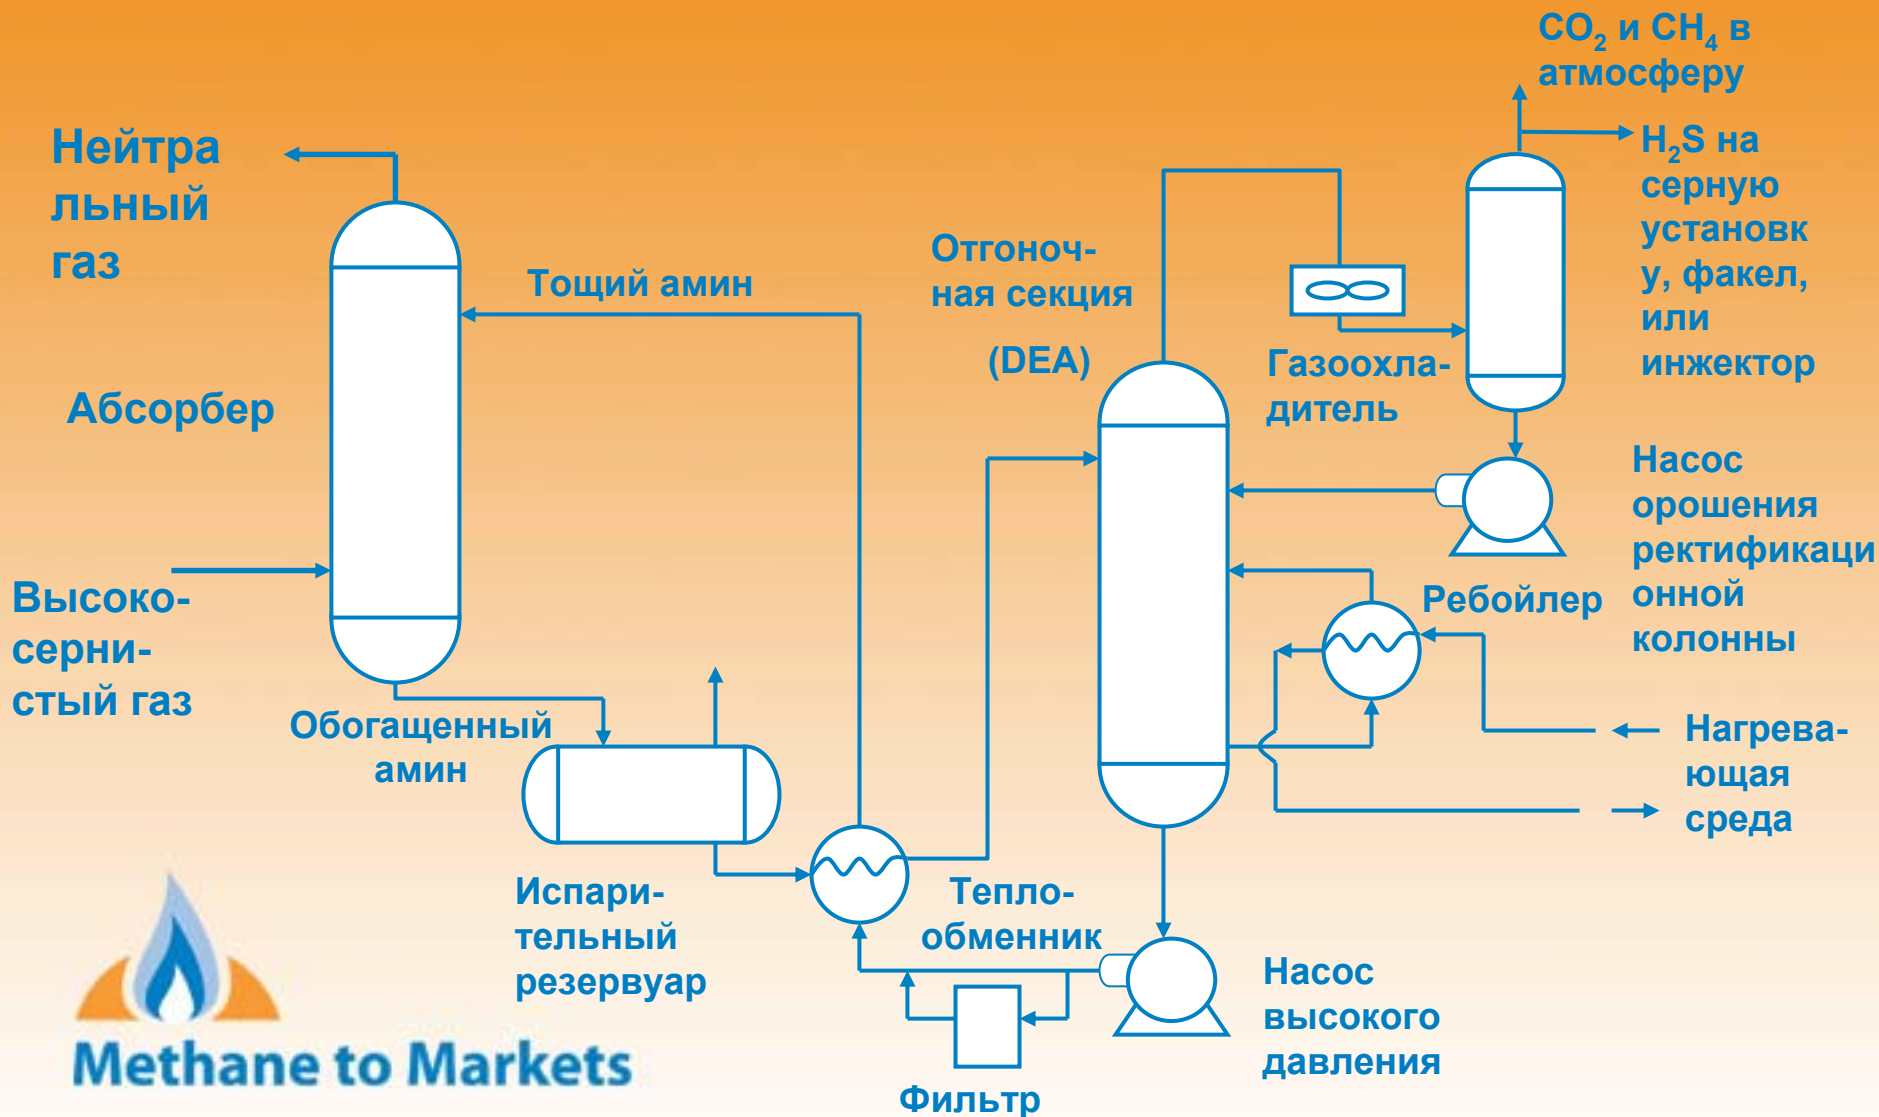 CO₂ и CH₄ в
атмосферу
Нейтра
льный
газ
H₂S на
серную
установк
у, факел,
или
инжектор
Отгоноч-
ная секция
(DEA)
Тощий амин
Газоохла-
дитель
Абсорбер
Насос
орошения
ректификаци
онной
колонны
Ребойлер
Высоко-
серни-
стый газ
Обогащенный
амин
Нагрева-
ющая
среда
Испари-
тельный
резервуар
Тепло-
обменник
Насос
высокого
давления
Фильтр
Methane to Markets